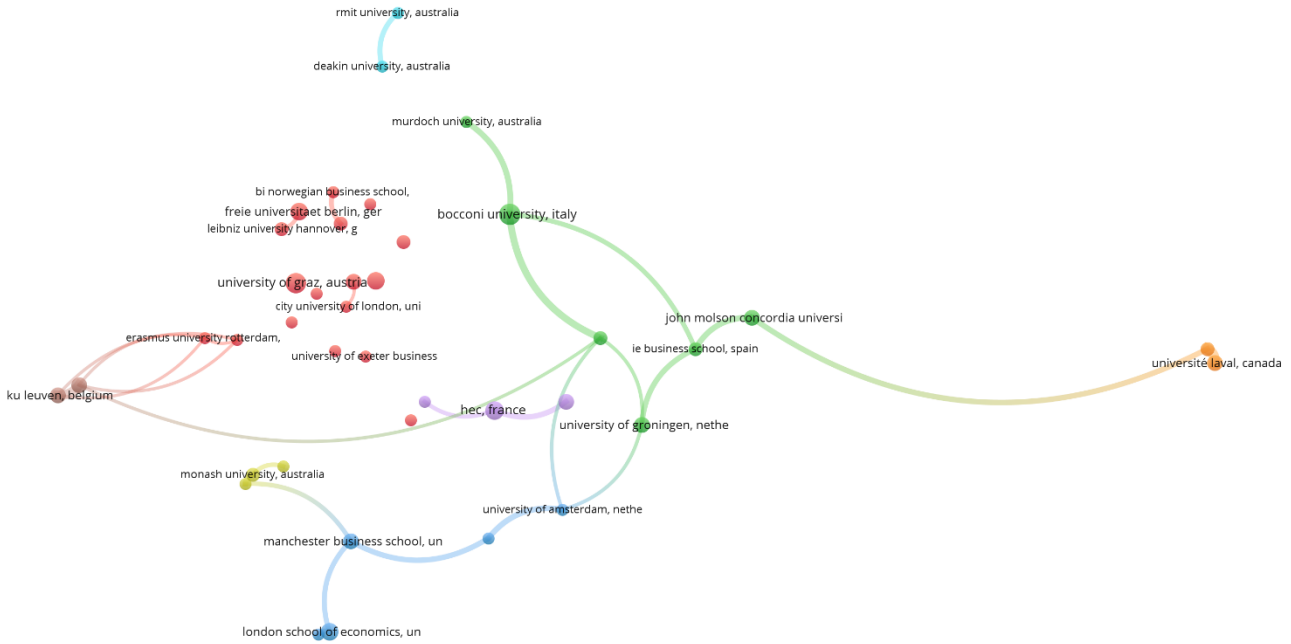 rmit university, australia
deakin university, australia
murdoch university, australia
bi norwegian business school,
freie universitaet berlin, ger
bocconi university, italy
leibniz university hannover, g
university of graz, austria
city university of london, uni
john molson concordia universi
erasmus university rotterdam,
ie business school, spain
university of exeter business
université laval, canada
ku leuven, belgium
hec, france
university of groningen, nethe
monash university, australia
university of amsterdam, nethe
manchester business school, un
london school of economics, un